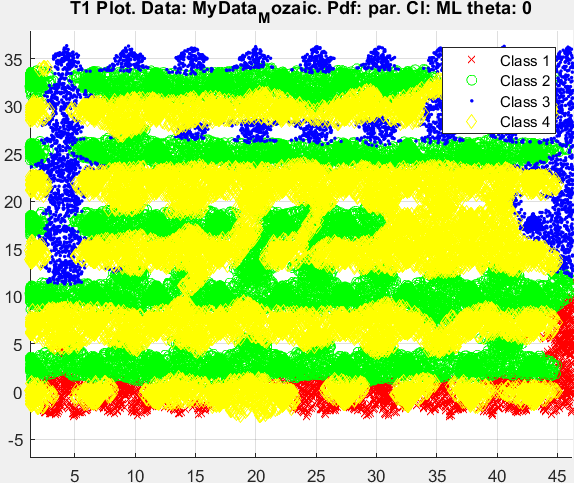 T1 Plot. Data: MyData_Mozaic. Pdf: par. Cl: ML theta: 0
35
30
25
20
15
10
5
0
-5
5 10 15 20 25 30 35 40 45
Class 1
Class 2
Class 3
Class 4